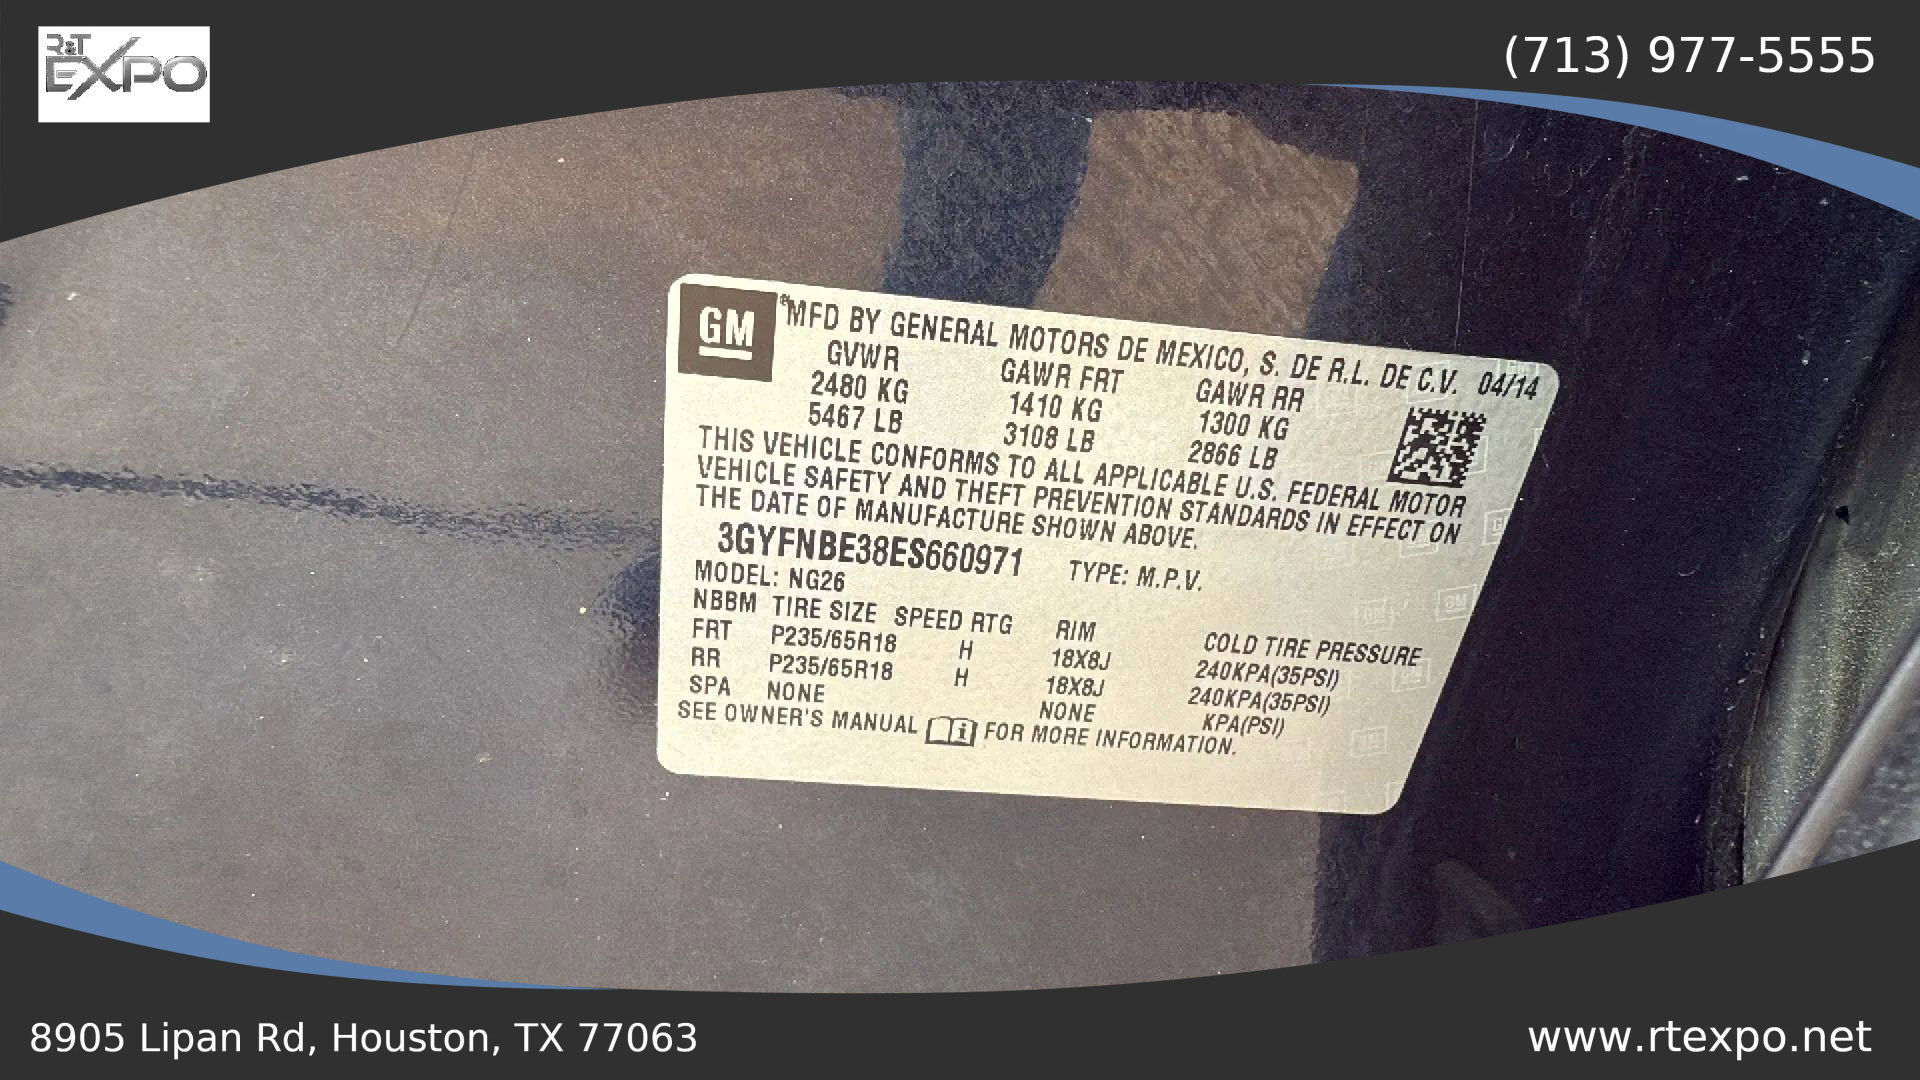 R&T
EXPO
(713) 977-5555
GM
® MFD BY GENERAL MOTORS DE MEXICO, S. DE R.L. DE C.V. 04/14
GVWR GAWR FRT GAWR RR
2480 KG 1410 KG 1300 KG
5467 LB 3108 LB 2866 LB
THIS VEHICLE CONFORMS TO ALL APPLICABLE U.S. FEDERAL MOTOR
VEHICLE SAFETY AND THEFT PREVENTION STANDARDS IN EFFECT ON
THE DATE OF MANUFACTURE SHOWN ABOVE.
3GYFNBE38ES660971 TYPE: M.P.V.
MODEL: NG26
NBBM TIRE SIZE SPEED RTG RIM COLD TIRE PRESSURE
FRT P235/65R18 H 18X8J 240KPA(35PSI)
RR P235/65R18 H 18X8J 240KPA(35PSI)
SPA NONE NONE KPA(PSI)
SEE OWNER'S MANUAL i FOR MORE INFORMATION.
8905 Lipan Rd, Houston, TX 77063
www.rtexpo.net